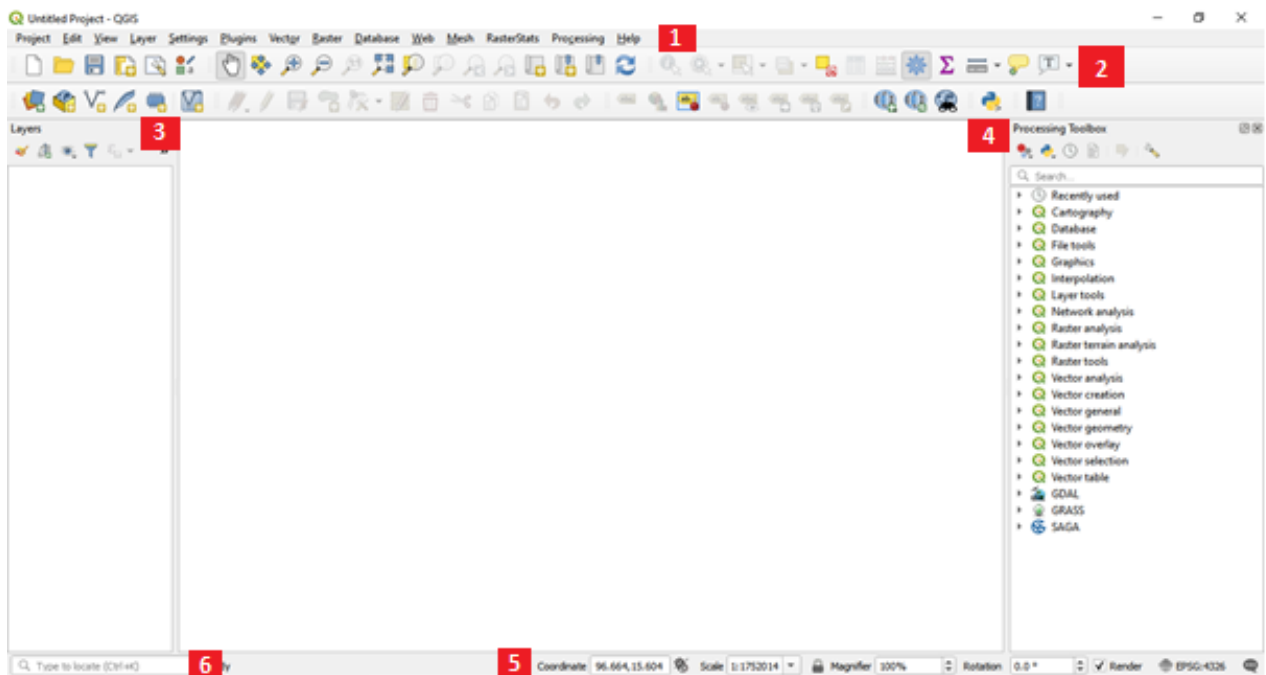 Untitled Project - QGIS
Project Edit View Layer Settings Plugins Vector Raster Database Web Mesh RasterStats Processing Help 1
2
Layers 3
4 Processing Toolbox
Search...
Recently used
Cartography
Database
File tools
Graphics
Interpolation
Layer tools
Network analysis
Raster analysis
Raster terrain analysis
Raster tools
Vector analysis
Vector creation
Vector general
Vector geometry
Vector overlay
Vector selection
Vector table
GDAL
GRASS
SAGA
Type to locate (Ctrl+K) 6 5 Coordinate 96.664,15.604 Scale 1:1752014 Magnifier 100% Rotation 0.0 ° Render EPSG:4326